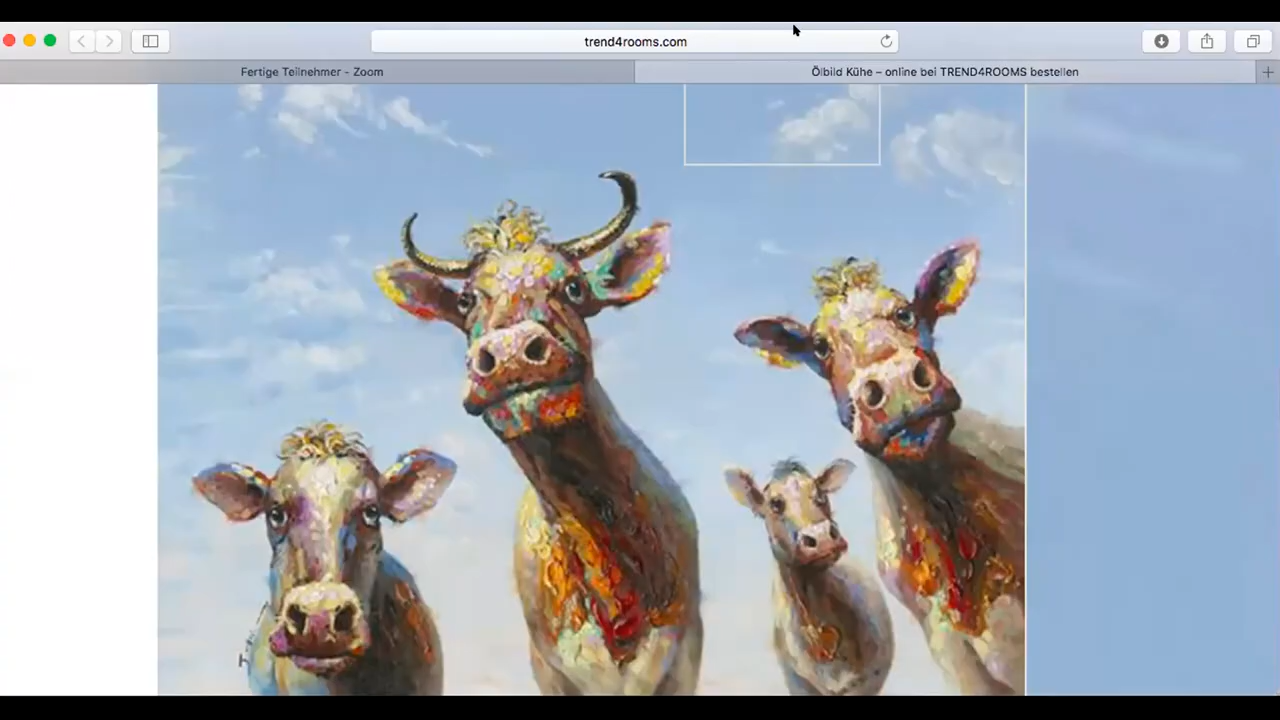 trend4rooms.com
Fertige Teilnehmer - Zoom
Ölbild Kühe – online bei TREND4ROOMS bestellen